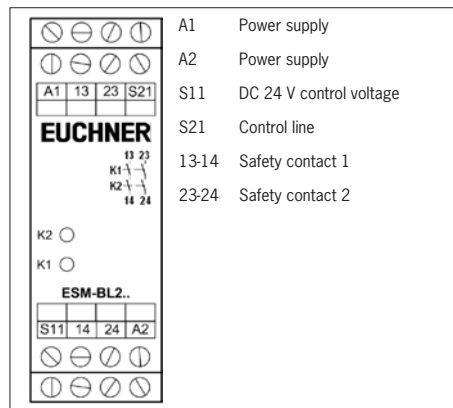 A1 13 23 S21
EUCHNER
13 23
K1
K2
14 24
K2
K1
ESM-BL2..
S11 14 24 A2
A1 Power supply
A2 Power supply
S11 DC 24 V control voltage
S21 Control line
13-14 Safety contact 1
23-24 Safety contact 2